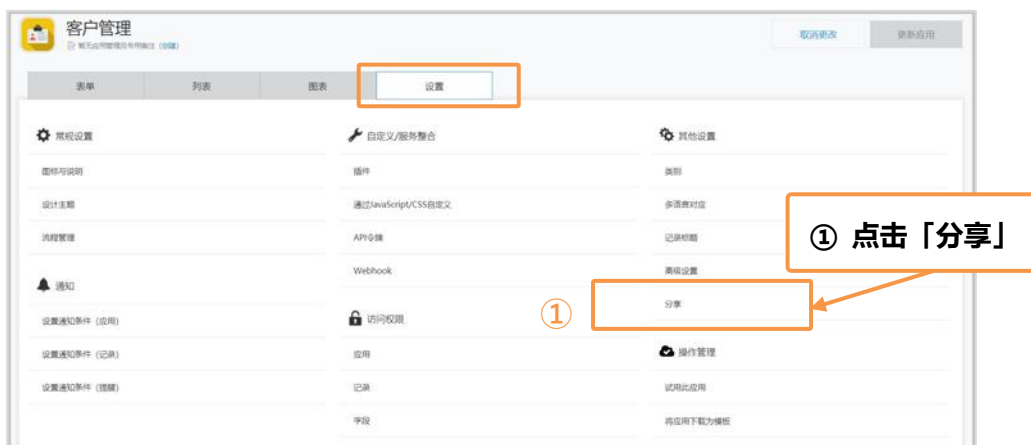 客户管理
暂无应用管理员专用备注 (创建)
取消更改
更新应用
表单
列表
图表
设置
常规设置
图标与说明
设计主题
流程管理
通知
设置通知条件 (应用)
设置通知条件 (记录)
设置通知条件 (提醒)
自定义/服务整合
插件
通过JavaScript/CSS自定义
API令牌
Webhook
访问权限
应用
记录
字段
其他设置
类别
多语言对应
记录标题
高级设置
分享
操作管理
试用此应用
将应用下载为模板
①
① 点击「分享」